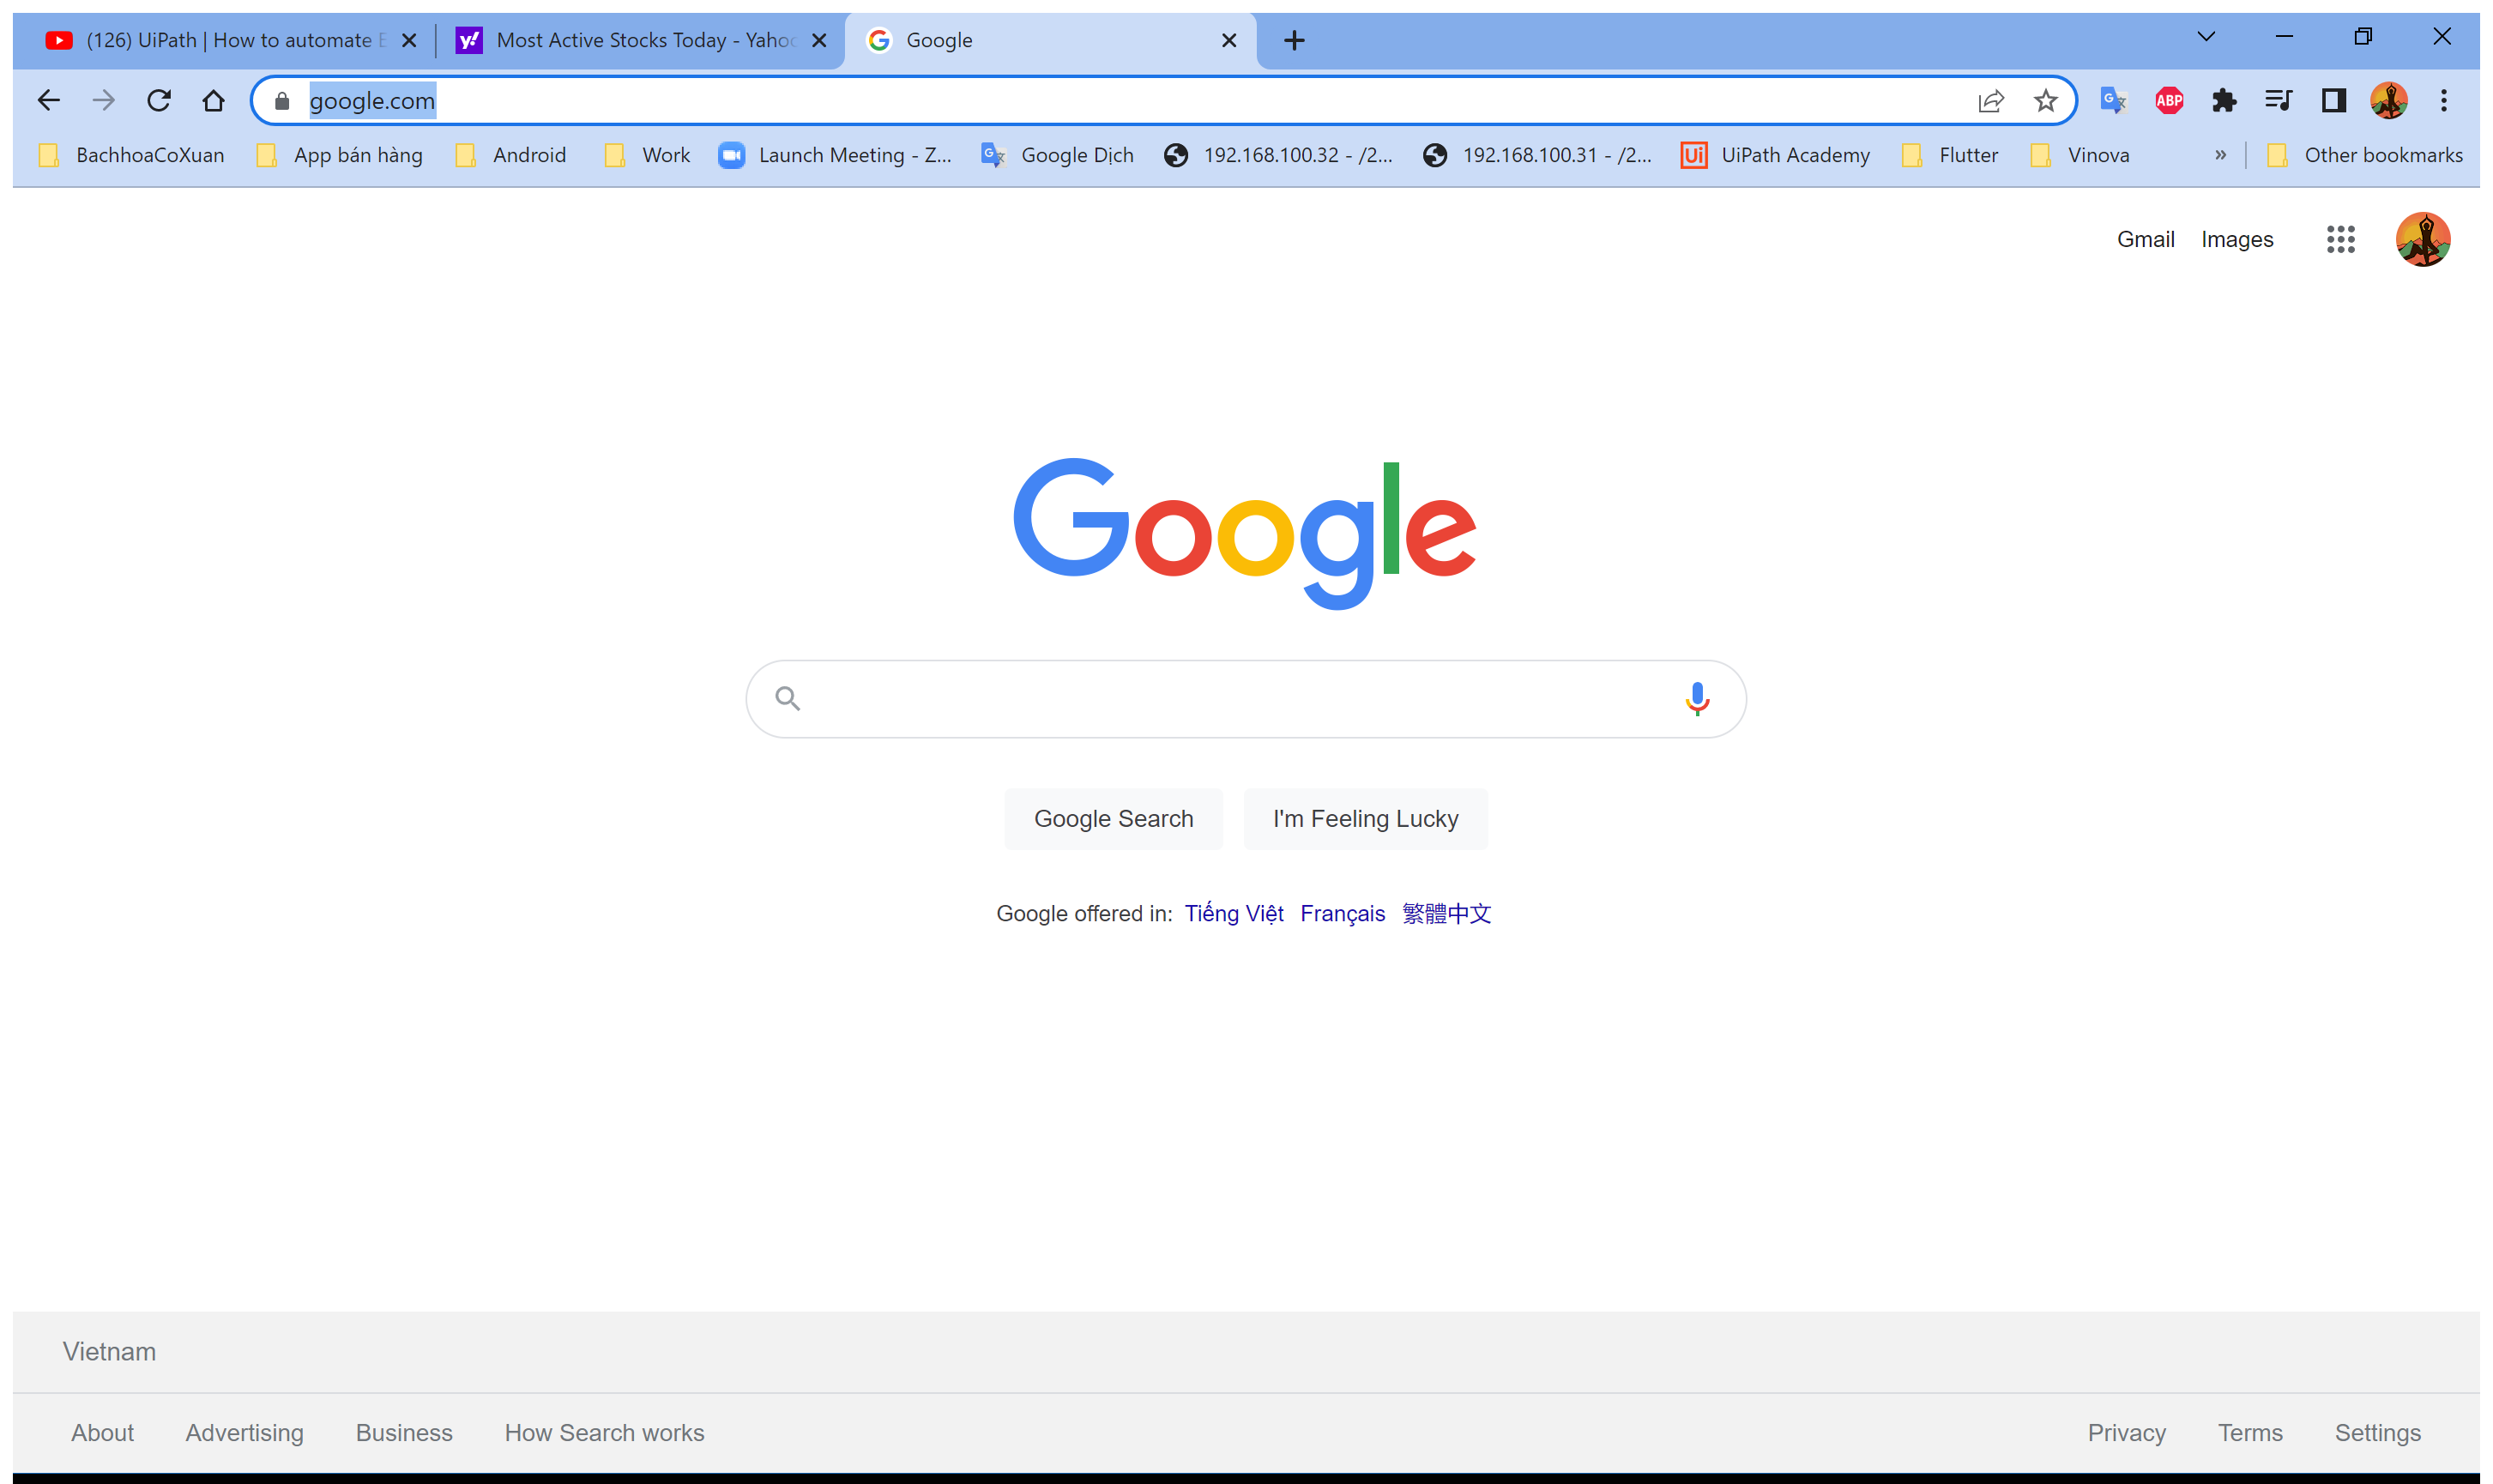 (126) UiPath | How to automate E
Most Active Stocks Today - Yahoo
Google
google.com
ABP
BachhoaCoXuan
App bán hàng
Android
Work
Launch Meeting - Z...
Google Dịch
192.168.100.32 - /2...
192.168.100.31 - /2...
Ui
UiPath Academy
Flutter
Vinova
»
Other bookmarks
Gmail
Images
Google
Google Search
I'm Feeling Lucky
Google offered in: Tiếng Việt Français 繁體中文
Vietnam
About
Advertising
Business
How Search works
Privacy
Terms
Settings